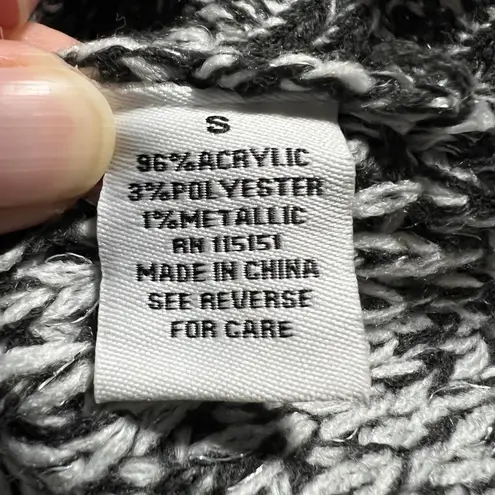 S
96%ACRYLIC
3%POLYESTER
1%METALLIC
RN 115151
MADE IN CHINA
SEE REVERSE
FOR CARE